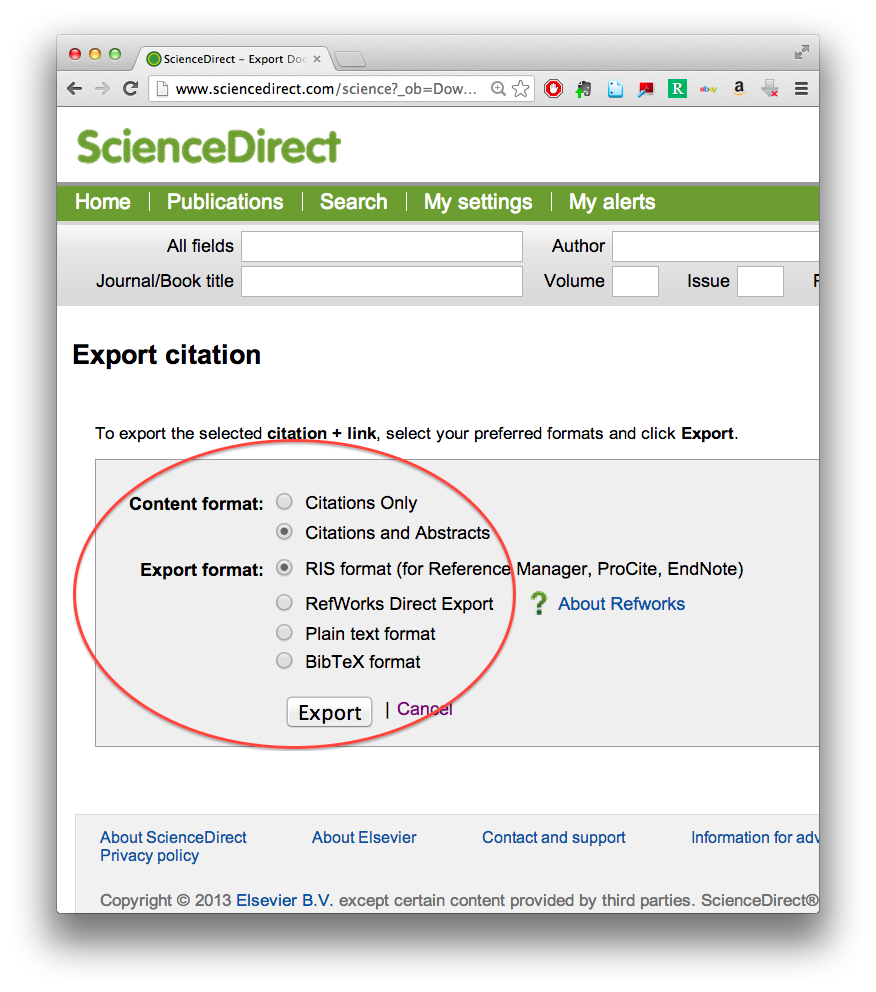 ScienceDirect – Export Doc
www.sciencedirect.com/science?_ob=Dow...
R
ebay
a
ScienceDirect
Home | Publications | Search | My settings | My alerts
All fields Author
Journal/Book title Volume Issue
Export citation
To export the selected citation + link, select your preferred formats and click Export.
Content format: Citations Only
Citations and Abstracts
Export format: RIS format (for Reference Manager, ProCite, EndNote)
RefWorks Direct Export ? About Refworks
Plain text format
BibTeX format
Export | Cancel
About ScienceDirect About Elsevier Contact and support Information for adv
Privacy policy
Copyright © 2013 Elsevier B.V. except certain content provided by third parties. ScienceDirect®